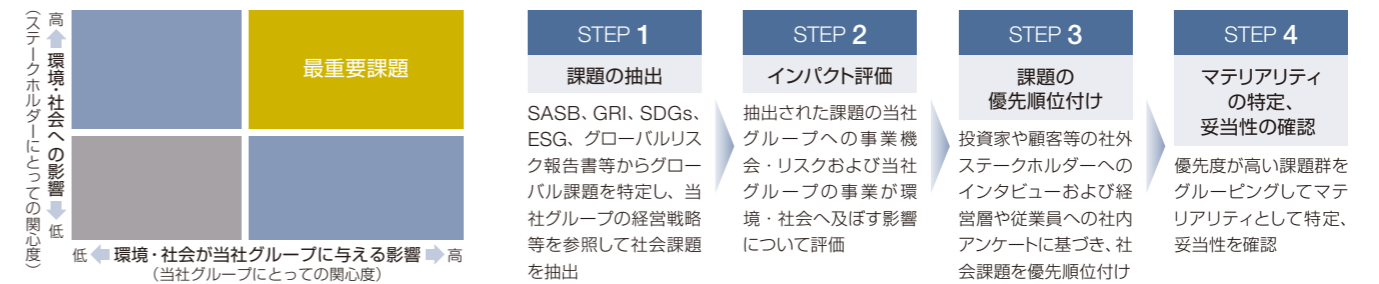 (ステークホルダーにとっての関心度)
高
環境・社会への影響
低
最重要課題
低 環境・社会が当社グループに与える影響 高
(当社グループにとっての関心度)
STEP 1
課題の抽出
SASB、GRI、SDGs、
ESG、グローバルリス
ク報告書等からグロー
バル課題を特定し、当
社グループの経営戦略
等を参照して社会課題
を抽出
STEP 2
インパクト評価
抽出された課題の当社
グループへの事業機
会・リスクおよび当社
グループの事業が環
境・社会へ及ぼす影響
について評価
STEP 3
課題の
優先順位付け
投資家や顧客等の社外
ステークホルダーへの
インタビューおよび経
営層や従業員への社内
アンケートに基づき、社
会課題を優先順位付け
STEP 4
マテリアリティ
の特定、
妥当性の確認
優先度が高い課題群を
グルーピングしてマテ
リアリティとして特定、
妥当性を確認